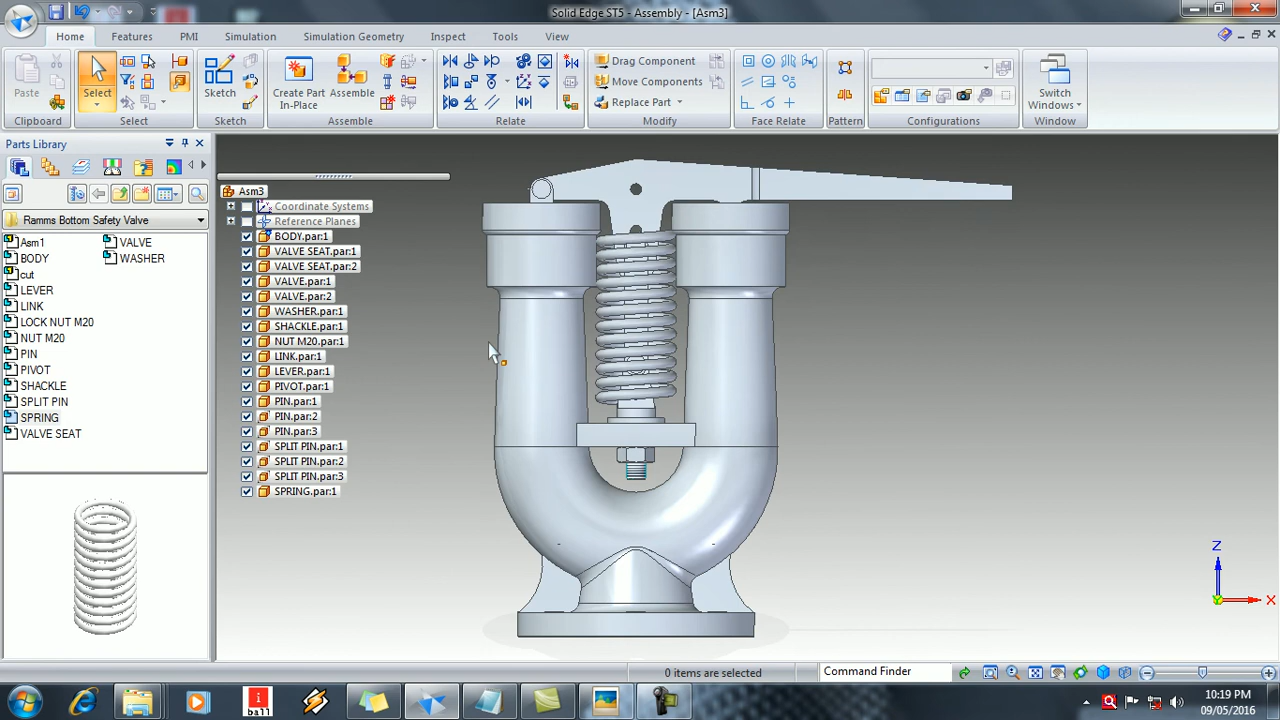 Solid Edge ST5 - Assembly - [Asm3]
Home Features PMI Simulation Simulation Geometry Inspect Tools View
Paste
Clipboard
Select
Select
Sketch
Sketch
Create Part In-Place
Assemble
Assemble
Relate
Drag Component
Move Components
Replace Part
Modify
Face Relate
Pattern
Configurations
Switch Windows
Window
Parts Library
Ramms Bottom Safety Valve
Asm1
BODY
cut
LEVER
LINK
LOCK NUT M20
NUT M20
PIN
PIVOT
SHACKLE
SPLIT PIN
SPRING
VALVE SEAT
VALVE
WASHER
Asm3
Coordinate Systems
Reference Planes
BODY.par:1
VALVE SEAT.par:1
VALVE SEAT.par:2
VALVE.par:1
VALVE.par:2
WASHER.par:1
SHACKLE.par:1
NUT M20.par:1
LINK.par:1
LEVER.par:1
PIVOT.par:1
PIN.par:1
PIN.par:2
PIN.par:3
SPLIT PIN.par:1
SPLIT PIN.par:2
SPLIT PIN.par:3
SPRING.par:1
Z
X
0 items are selected
Command Finder
i
ball
10:19 PM
09/05/2016